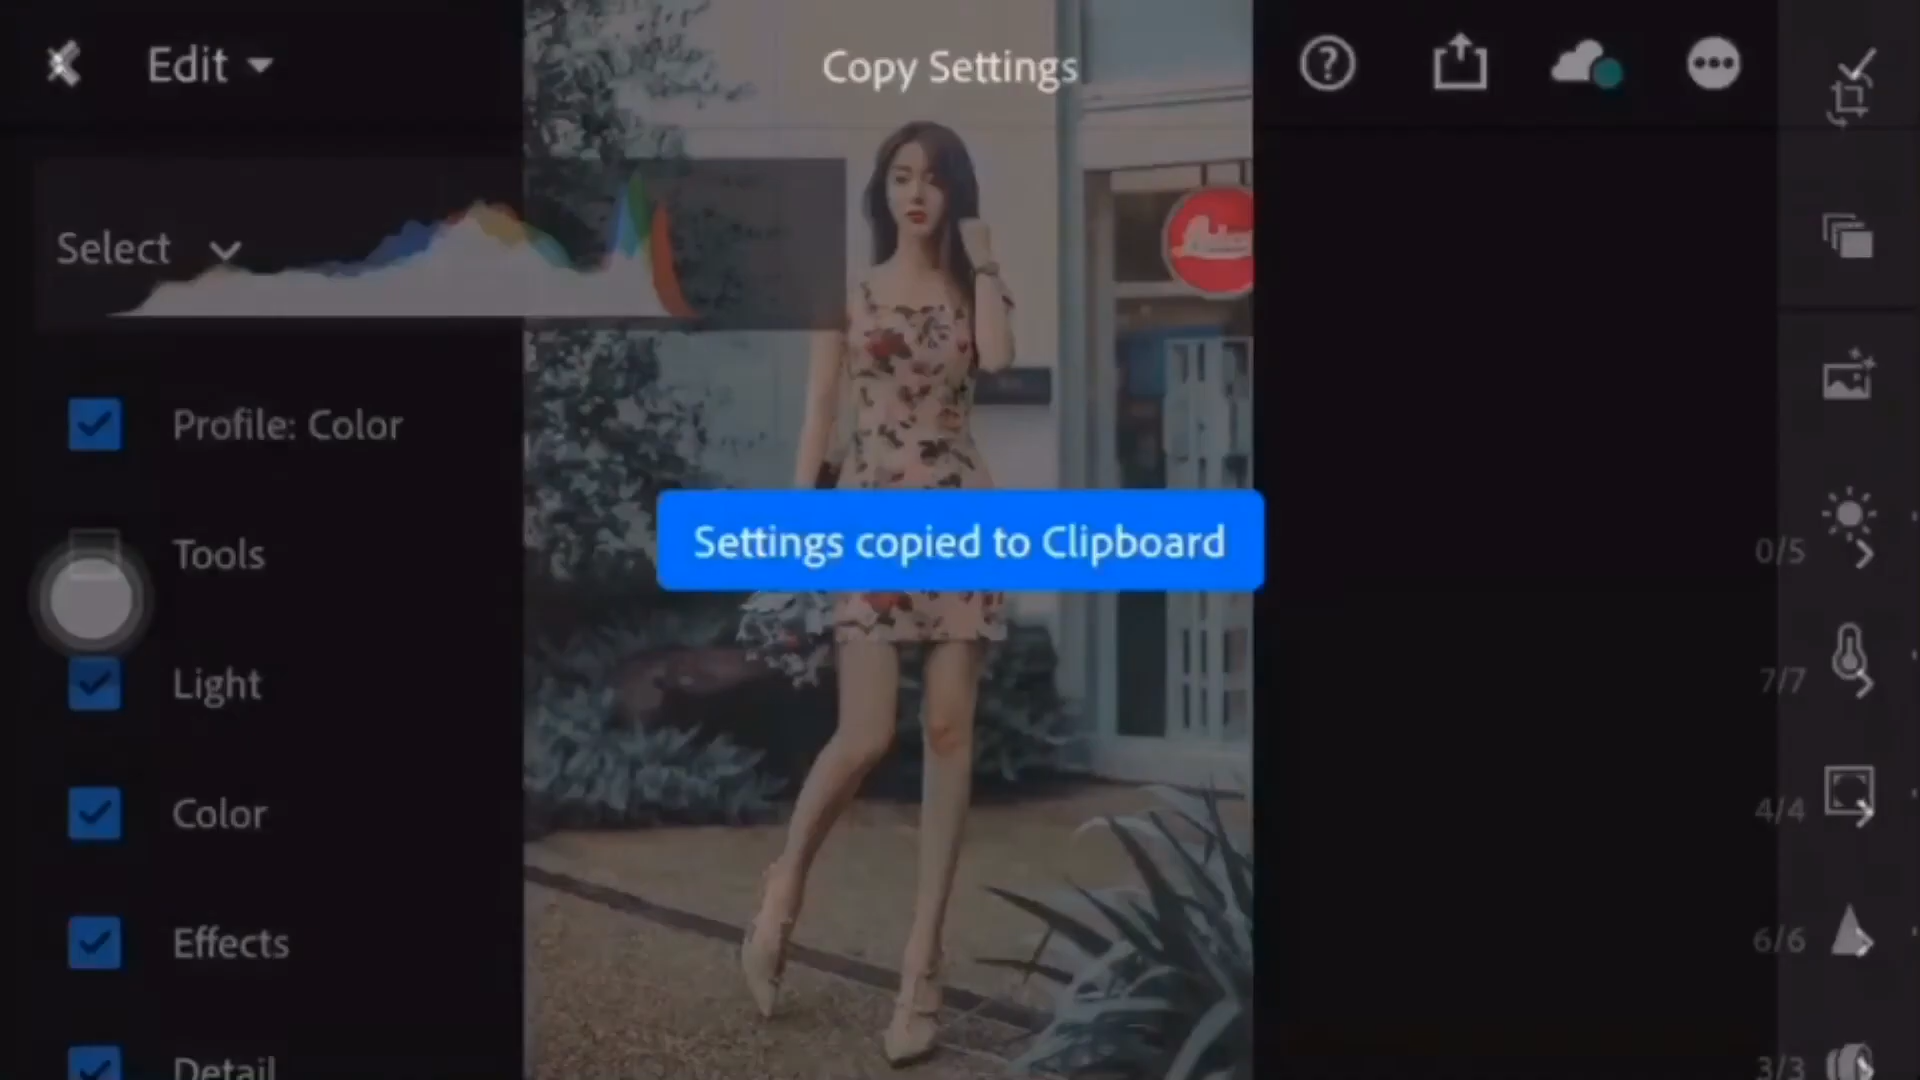 Edit
Copy Settings
?
Select
Profile: Color
Tools
0/5
Light
7/7
Color
4/4
Effects
6/6
Detail
3/3
Settings copied to Clipboard